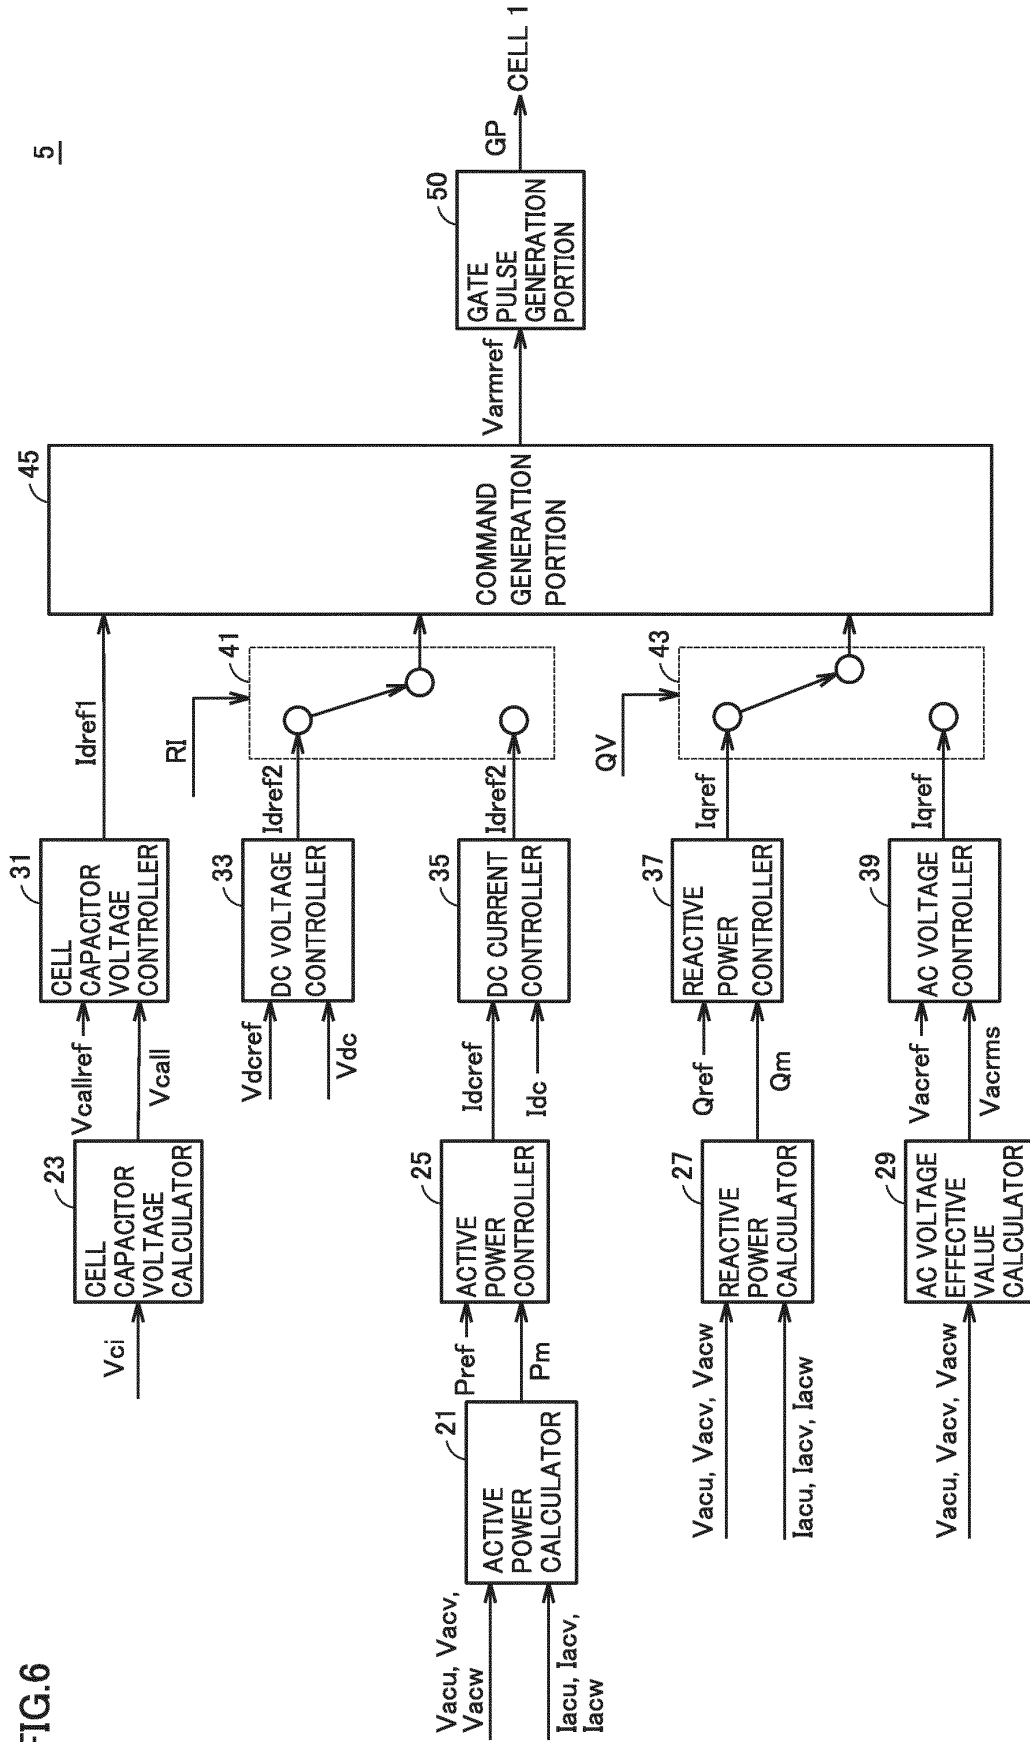 FIG.6
5
Vci
CELL
CAPACITOR
VOLTAGE
CALCULATOR
23
Vcallref
Vcall
CELL
CAPACITOR
VOLTAGE
CONTROLLER
31
Idref1
Vdcref
Vdc
DC VOLTAGE
CONTROLLER
33
Idref2
RI
41
Vacu, Vacv,
Vacw
Iacu, Iacv,
Iacw
ACTIVE
POWER
CALCULATOR
21
Pref
Pm
ACTIVE
POWER
CONTROLLER
25
Idcref
Idc
DC CURRENT
CONTROLLER
35
Idref2
Vacu, Vacv, Vacw
Iacu, Iacv, Iacw
REACTIVE
POWER
CALCULATOR
27
Qref
Qm
REACTIVE
POWER
CONTROLLER
37
Iqref
QV
43
Vacu, Vacv, Vacw
AC VOLTAGE
EFFECTIVE
VALUE
CALCULATOR
29
Vacref
Vacrms
AC VOLTAGE
CONTROLLER
39
Iqref
COMMAND
GENERATION
PORTION
45
Varmref
GATE
PULSE
GENERATION
PORTION
50
GP
CELL 1